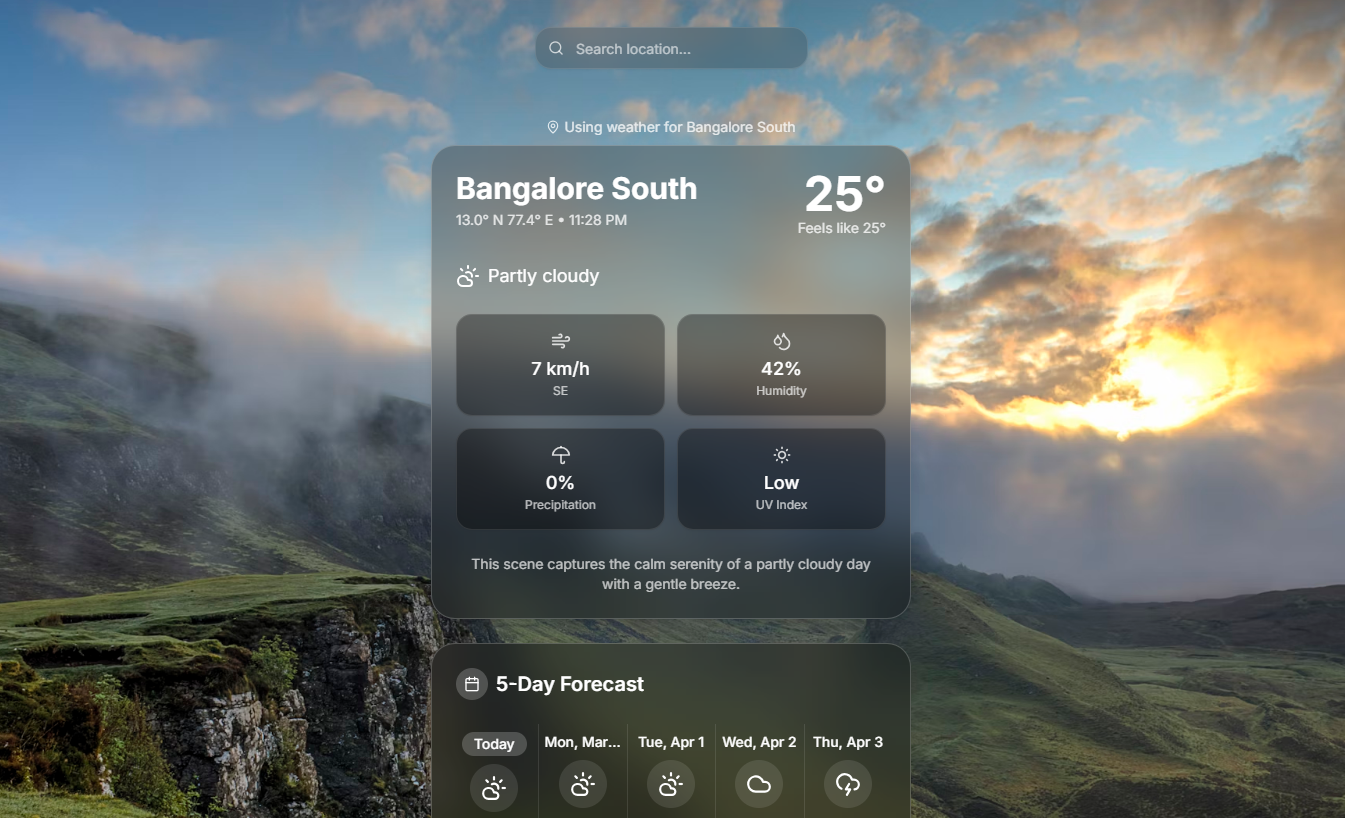 Search location...
Using weather for Bangalore South
Bangalore South
25°
13.0° N 77.4° E • 11:28 PM
Feels like 25°
Partly cloudy
7 km/h
SE
42%
Humidity
0%
Precipitation
Low
UV Index
This scene captures the calm serenity of a partly cloudy day
with a gentle breeze.
5-Day Forecast
Today
Mon, Mar...
Tue, Apr 1
Wed, Apr 2
Thu, Apr 3